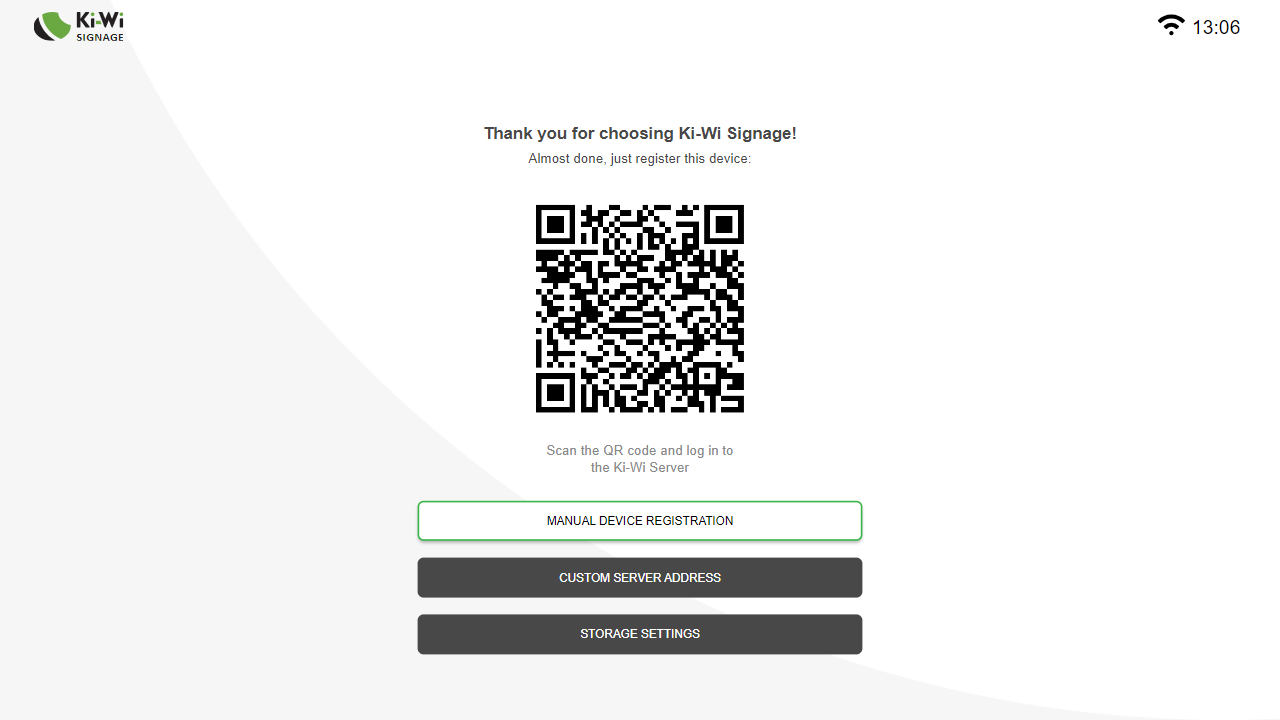 Ki-Wi
SIGNAGE
13:06
Thank you for choosing Ki-Wi Signage!
Almost done, just register this device:
Scan the QR code and log in to
the Ki-Wi Server
MANUAL DEVICE REGISTRATION
CUSTOM SERVER ADDRESS
STORAGE SETTINGS